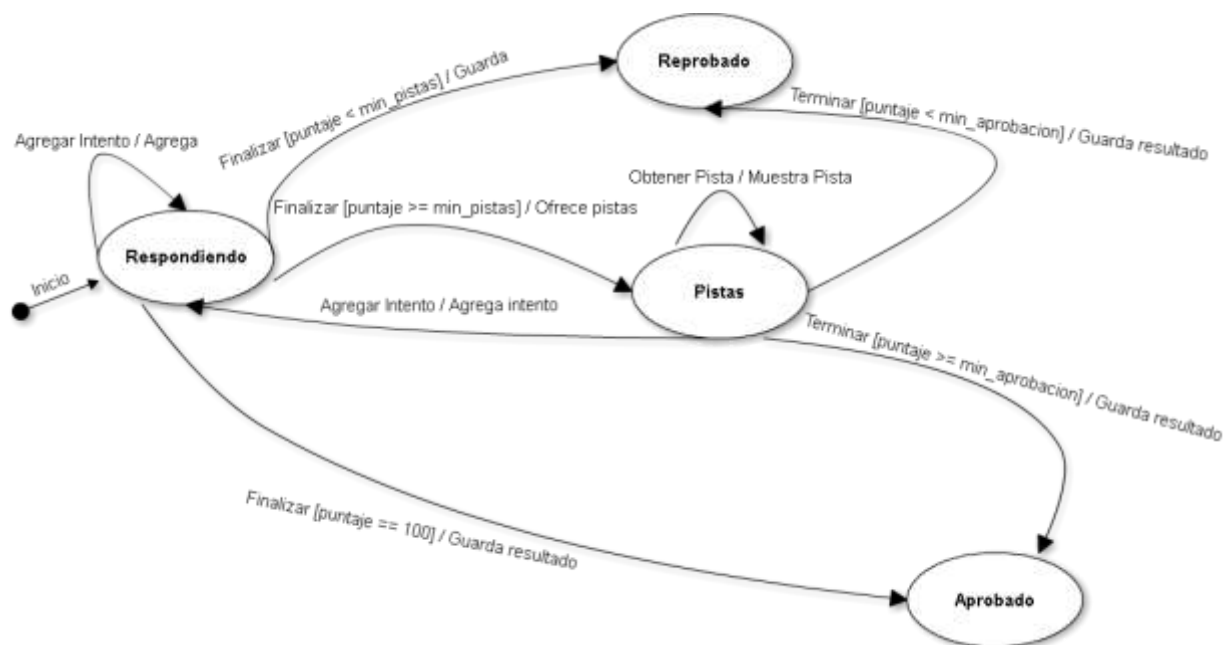 Reprobado
Finalizar [puntaje < min_pistas] / Guarda
Terminar [puntaje < min_aprobacion] / Guarda resultado
Agregar Intento / Agrega
Obtener Pista / Muestra Pista
Finalizar [puntaje >= min_pistas] / Ofrece pistas
Respondiendo
Inicio
Pistas
Agregar Intento / Agrega intento
Terminar [puntaje >= min_aprobacion] / Guarda resultado
Finalizar [puntaje == 100] / Guarda resultado
Aprobado